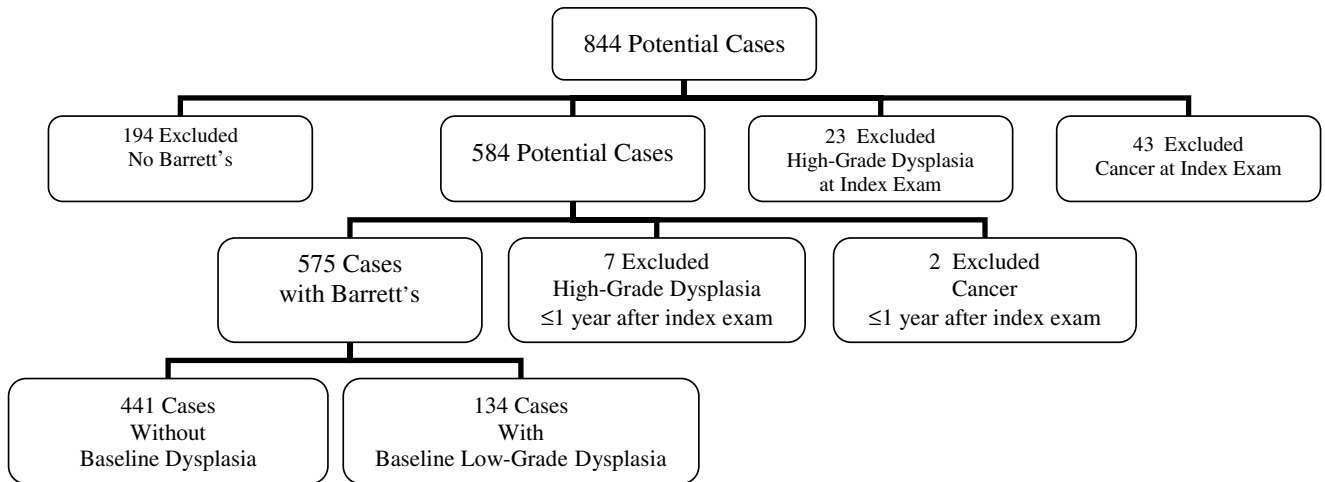 844 Potential Cases
194 Excluded
No Barrett's
584 Potential Cases
23 Excluded
High-Grade Dysplasia
at Index Exam
43 Excluded
Cancer at Index Exam
575 Cases
with Barrett's
7 Excluded
High-Grade Dysplasia
≤1 year after index exam
2 Excluded
Cancer
≤1 year after index exam
441 Cases
Without
Baseline Dysplasia
134 Cases
With
Baseline Low-Grade Dysplasia